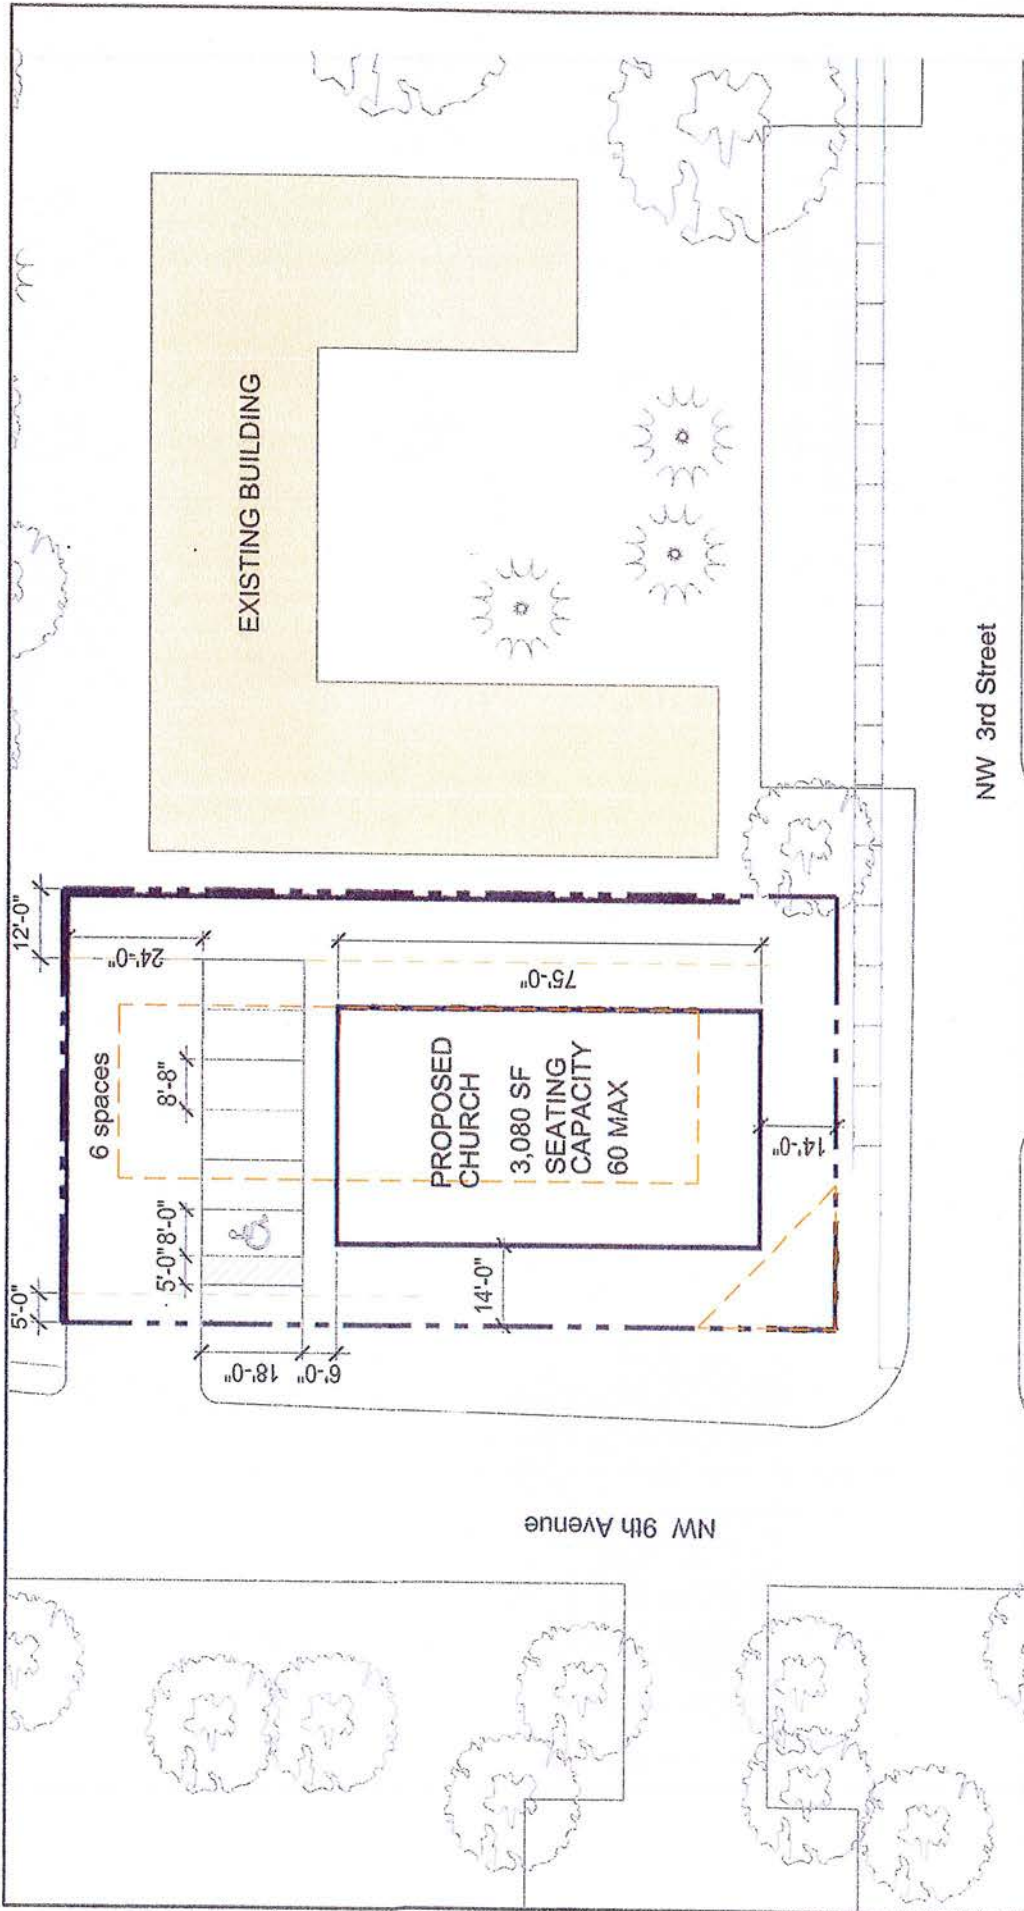 EXISTING BUILDING
12'-0"
24'-0"
6 spaces
8'-8"
75'-0"
PROPOSED
CHURCH
3,080 SF
SEATING
CAPACITY
60 MAX
5'-0"
5'-0"
8'-0"
14'-0"
14'-0"
18'-0"
6'-0"
NW 3rd Street
NW 9th Avenue